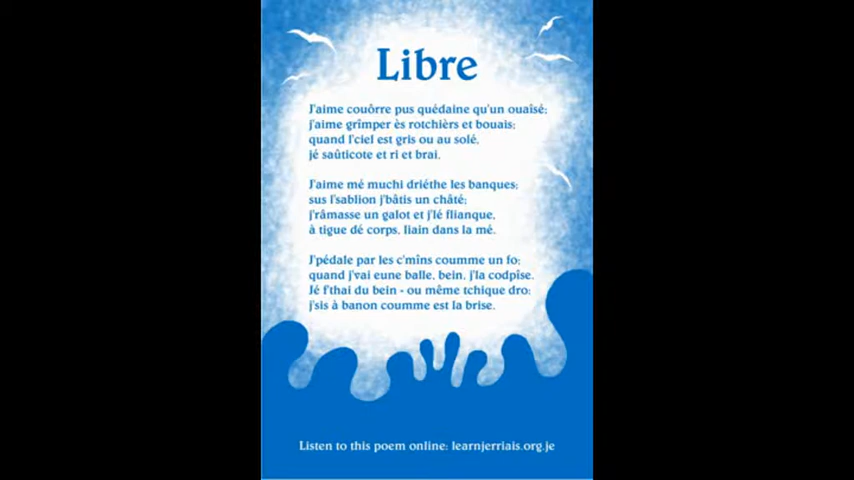 Libre
J'aime couôrre pus quédaine qu'un ouaîsé;
j'aime grîmper ès rotchièrs et bouais;
quand l'ciel est gris ou au solé,
jé saûticote et ri et brai.
J'aime mé muchi driéthe les banques;
sus l'sablion j'bâtis un châté;
j'râmasse un galot et j'lé flianque,
à tigue dé corps, liain dans la mé.
J'pédale par les c'mîns coumme un fo;
quand j'vai eune balle, bein, j'la codpîse.
Jé f'thai du bein - ou même tchique dro;
j'sis à banon coumme est la brise.
Listen to this poem online: learnjerriais.org.je